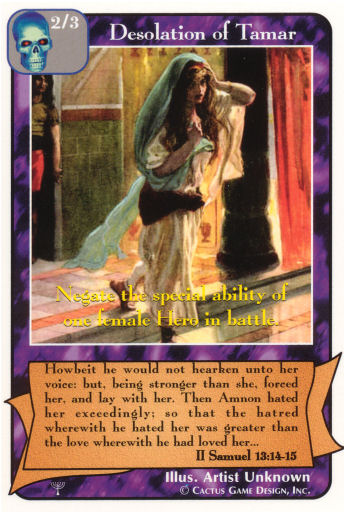 2/3
Desolation of Tamar
Negate the special ability of
one female Hero in battle.
Howbeit he would not hearken unto her
voice: but, being stronger than she, forced
her, and lay with her. Then Amnon hated
her exceedingly; so that the hatred
wherewith he hated her was greater than
the love wherewith he had loved her...
II Samuel 13:14-15
Illus. Artist Unknown
© Cactus Game Design, Inc.